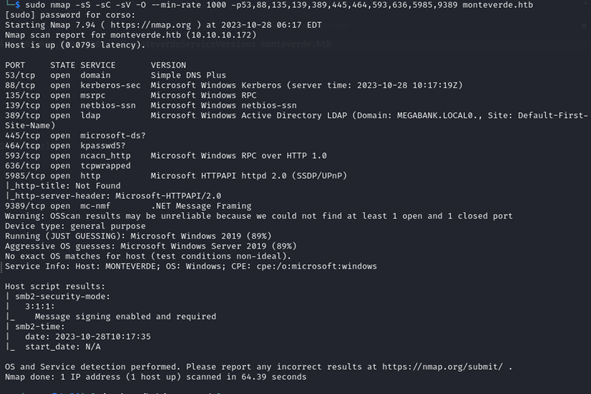 └─$ sudo nmap -sS -sC -sV -O --min-rate 1000 -p53,88,135,139,389,445,464,593,636,5985,9389 monteverde.htb
[sudo] password for corso:
Starting Nmap 7.94 ( https://nmap.org ) at 2023-10-28 06:17 EDT
Nmap scan report for monteverde.htb (10.10.10.172)
Host is up (0.079s latency).
PORT     STATE SERVICE       VERSION
53/tcp   open  domain        Simple DNS Plus
88/tcp   open  kerberos-sec  Microsoft Windows Kerberos (server time: 2023-10-28 10:17:19Z)
135/tcp  open  msrpc         Microsoft Windows RPC
139/tcp  open  netbios-ssn   Microsoft Windows netbios-ssn
389/tcp  open  ldap          Microsoft Windows Active Directory LDAP (Domain: MEGABANK.LOCAL0., Site: Default-First-
Site-Name)
445/tcp  open  microsoft-ds?
464/tcp  open  kpasswd5?
593/tcp  open  ncacn_http    Microsoft Windows RPC over HTTP 1.0
636/tcp  open  tcpwrapped
5985/tcp open  http          Microsoft HTTPAPI httpd 2.0 (SSDP/UPnP)
|_http-title: Not Found
|_http-server-header: Microsoft-HTTPAPI/2.0
9389/tcp open  mc-nmf        .NET Message Framing
Warning: OSScan results may be unreliable because we could not find at least 1 open and 1 closed port
Device type: general purpose
Running (JUST GUESSING): Microsoft Windows 2019 (89%)
Aggressive OS guesses: Microsoft Windows Server 2019 (89%)
No exact OS matches for host (test conditions non-ideal).
Service Info: Host: MONTEVERDE; OS: Windows; CPE: cpe:/o:microsoft:windows
Host script results:
| smb2-security-mode:
|   3:1:1:
|_    Message signing enabled and required
| smb2-time:
|   date: 2023-10-28T10:17:35
|_  start_date: N/A
OS and Service detection performed. Please report any incorrect results at https://nmap.org/submit/ .
Nmap done: 1 IP address (1 host up) scanned in 64.39 seconds